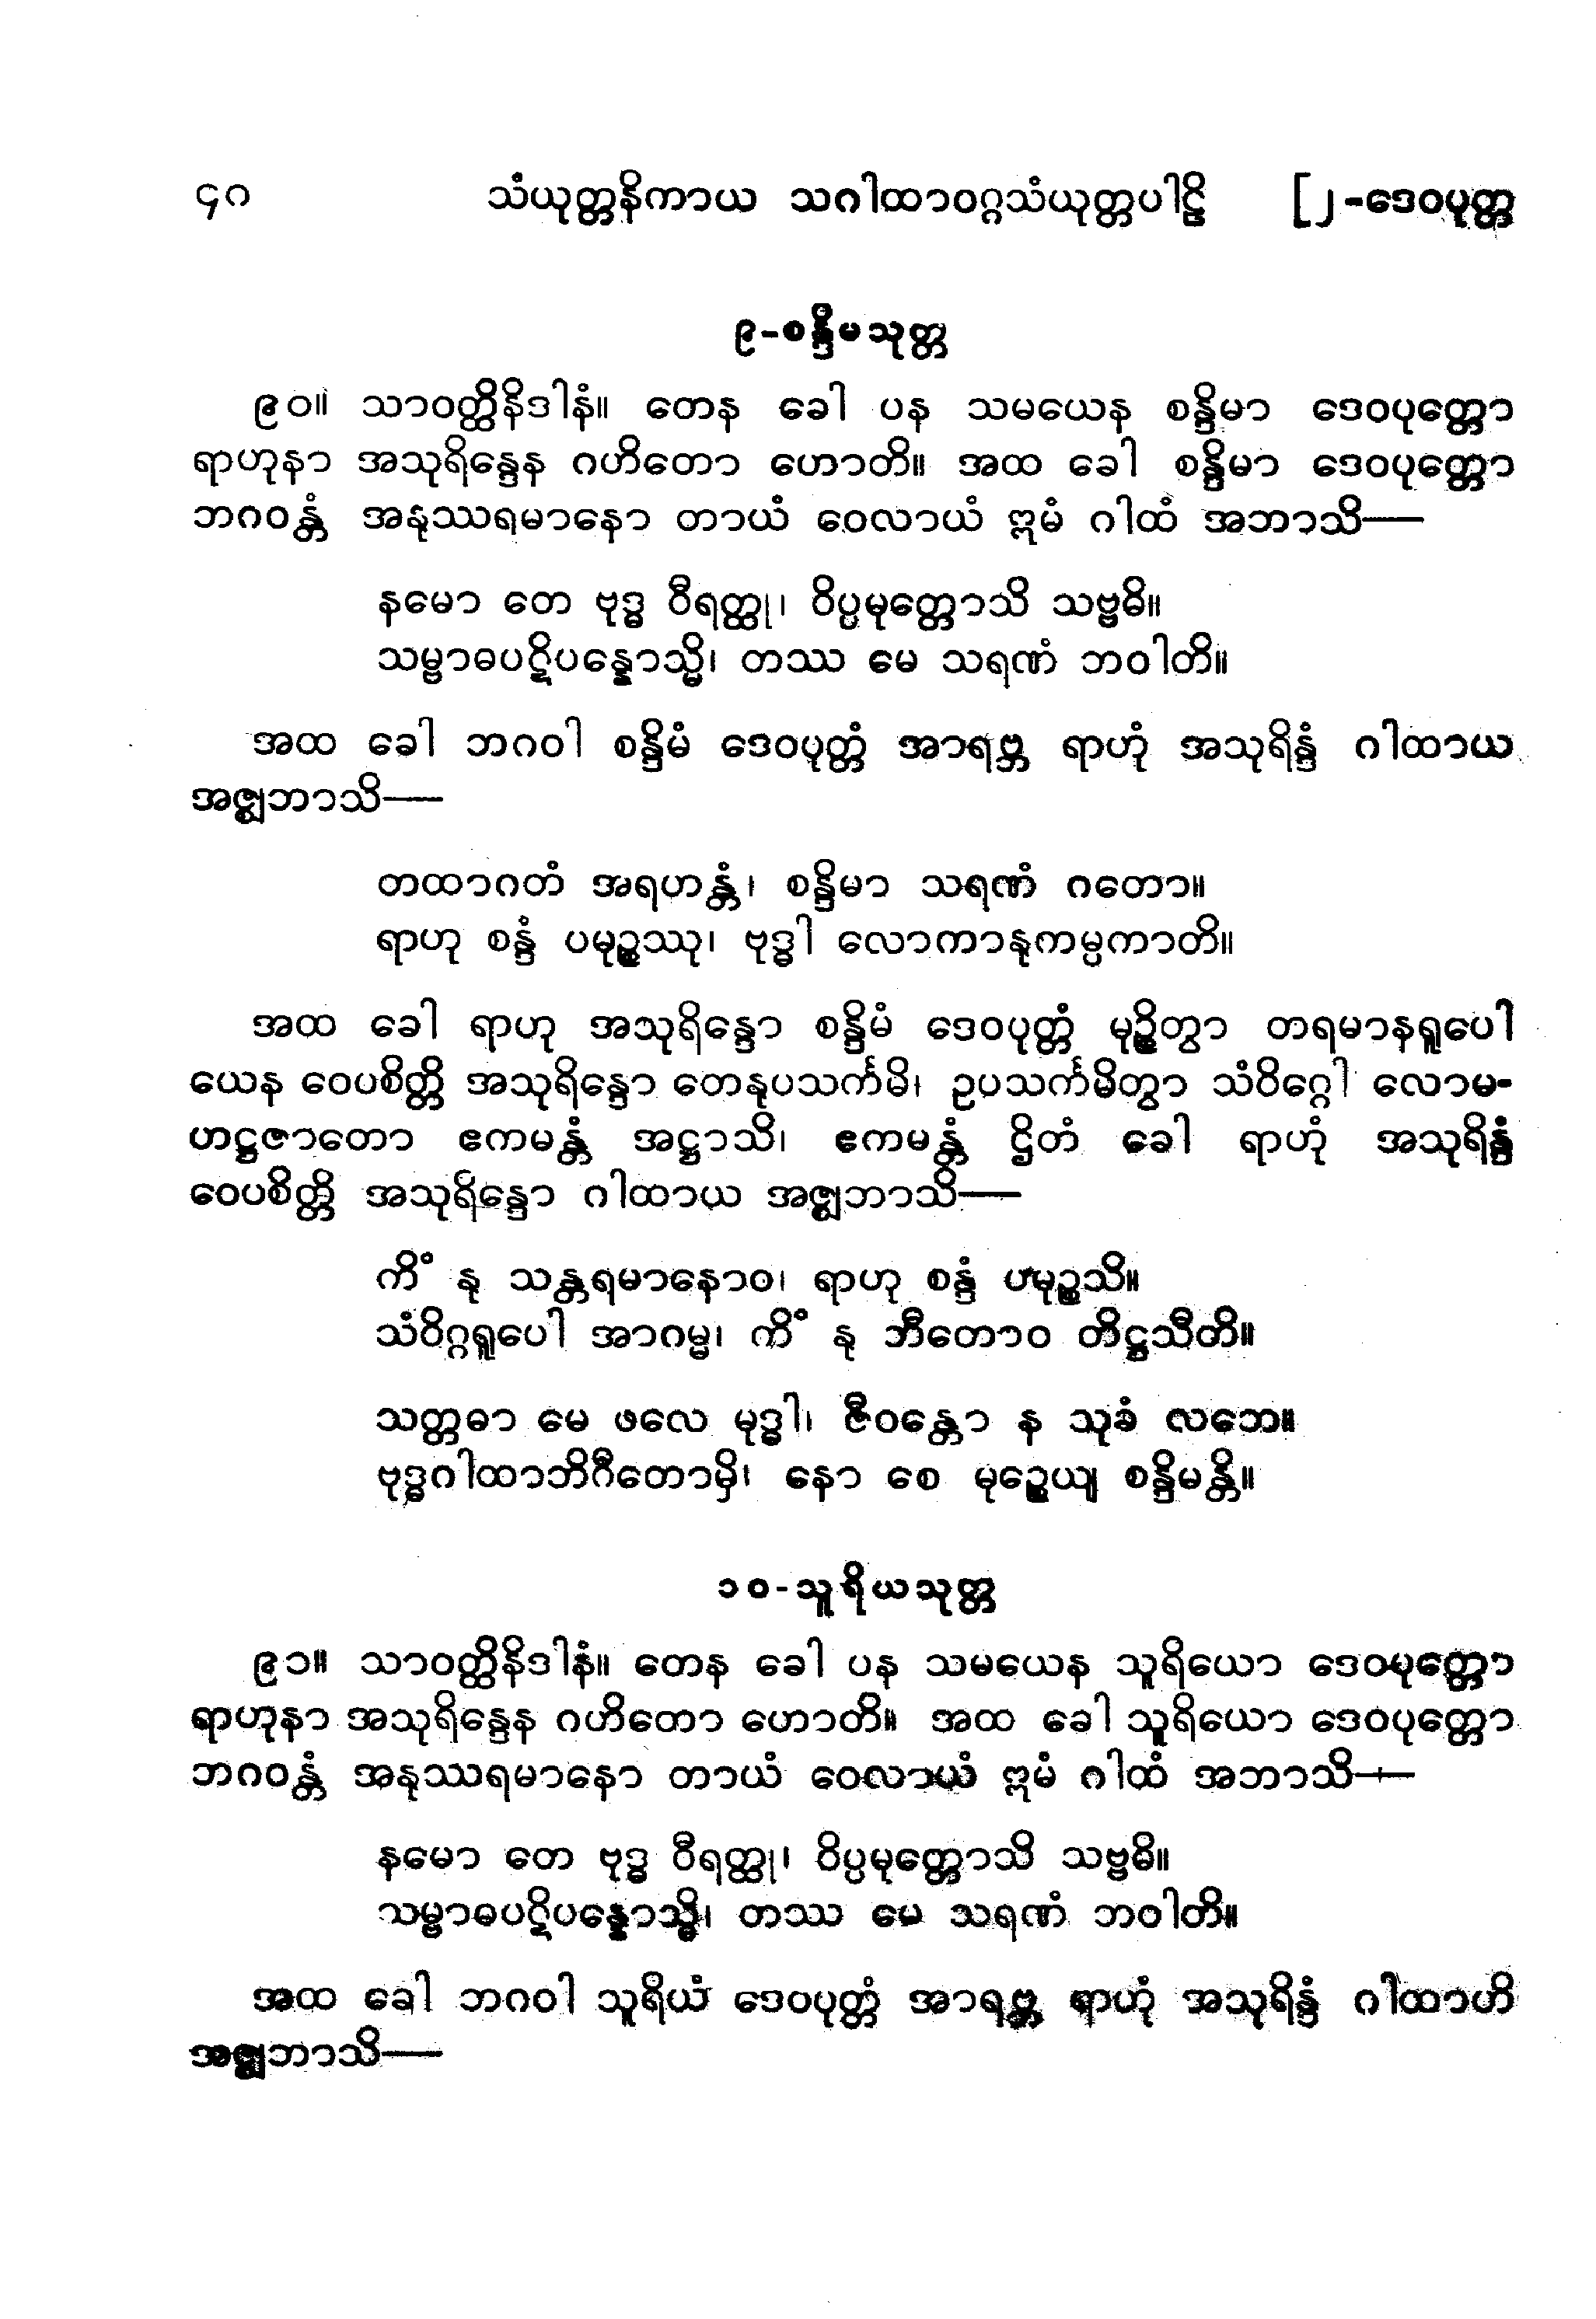 ၄၈ သံယုတ္တနိကာယ သဂါထာဝဂ္ဂသံယုတ္တပါဠိ [၂-ဒေဝပုတ္တ
၉-စန္ဒိမသုတ္တ
၉၀။ သာဝတ္ထိနိဒါနံ။ တေန ခေါ ပန သမယေန စန္ဒိမာ ဒေဝပုတ္တော
ရာဟုနာ အသုရိန္ဒေန ဂဟိတော ဟောတိ။ အထ ခေါ စန္ဒိမာ ဒေဝပုတ္တော
ဘဂဝန္တံ အနုဿရမာနော တာယံ ဝေလာယံ ဣမံ ဂါထံ အဘာသိ—
နမော တေ ဗုဒ္ဓ ဝီရတ္ထု၊ ဝိပ္ပမုတ္တောသိ သဗ္ဗဓိ။
သမ္ဗာဓပဋိပန္နောသ္မိ၊ တဿ မေ သရဏံ ဘဝါတိ။
အထ ခေါ ဘဂဝါ စန္ဒိမံ ဒေဝပုတ္တံ အာရဗ္ဘ ရာဟုံ အသုရိန္ဒံ ဂါထာယ
အဇ္ဈဘာသိ—
တထာဂတံ အရဟန္တံ၊ စန္ဒိမာ သရဏံ ဂတော။
ရာဟု စန္ဒံ ပမုဉ္စဿု၊ ဗုဒ္ဓါ လောကာနုကမ္ပကာတိ။
အထ ခေါ ရာဟု အသုရိန္ဒော စန္ဒိမံ ဒေဝပုတ္တံ မုဉ္စိတွာ တရမာနရူပေါ
ယေန ဝေပစိတ္တိ အသုရိန္ဒော တေနုပသင်္ကမိ၊ ဥပသင်္ကမိတွာ သံဝိဂ္ဂေါ လောမ-
ဟဋ္ဌဇာတော ဧကမန္တံ အဋ္ဌာသိ၊ ဧကမန္တံ ဌိတံ ခေါ ရာဟုံ အသုရိန္ဒံ
ဝေပစိတ္တိ အသုရိန္ဒော ဂါထာယ အဇ္ဈဘာသိ—
ကိံ နု သန္တရမာနောဝ၊ ရာဟု စန္ဒံ ပမုဉ္စသိ။
သံဝိဂ္ဂရူပေါ အာဂမ္မ၊ ကိံ နု ဘီတောဝ တိဋ္ဌသီတိ။
သတ္တဓာ မေ ဖလေ မုဒ္ဓါ၊ ဇီဝန္တော န သုခံ လဘေ။
ဗုဒ္ဓဂါထာဘိဂီတောမှိ၊ နော စေ မုဉ္စေယျ စန္ဒိမန္တိ။
၁၀-သူရိယသုတ္တ
၉၁။ သာဝတ္ထိနိဒါနံ။ တေန ခေါ ပန သမယေန သူရိယော ဒေဝပုတ္တော
ရာဟုနာ အသုရိန္ဒေန ဂဟိတော ဟောတိ။ အထ ခေါ သူရိယော ဒေဝပုတ္တော
ဘဂဝန္တံ အနုဿရမာနော တာယံ ဝေလာယံ ဣမံ ဂါထံ အဘာသိ—
နမော တေ ဗုဒ္ဓ ဝီရတ္ထု၊ ဝိပ္ပမုတ္တောသိ သဗ္ဗဓိ။
သမ္ဗာဓပဋိပန္နောသ္မိ၊ တဿ မေ သရဏံ ဘဝါတိ။
အထ ခေါ ဘဂဝါ သူရိယံ ဒေဝပုတ္တံ အာရဗ္ဘ ရာဟုံ အသုရိန္ဒံ ဂါထာဟိ
အဇ္ဈဘာသိ—